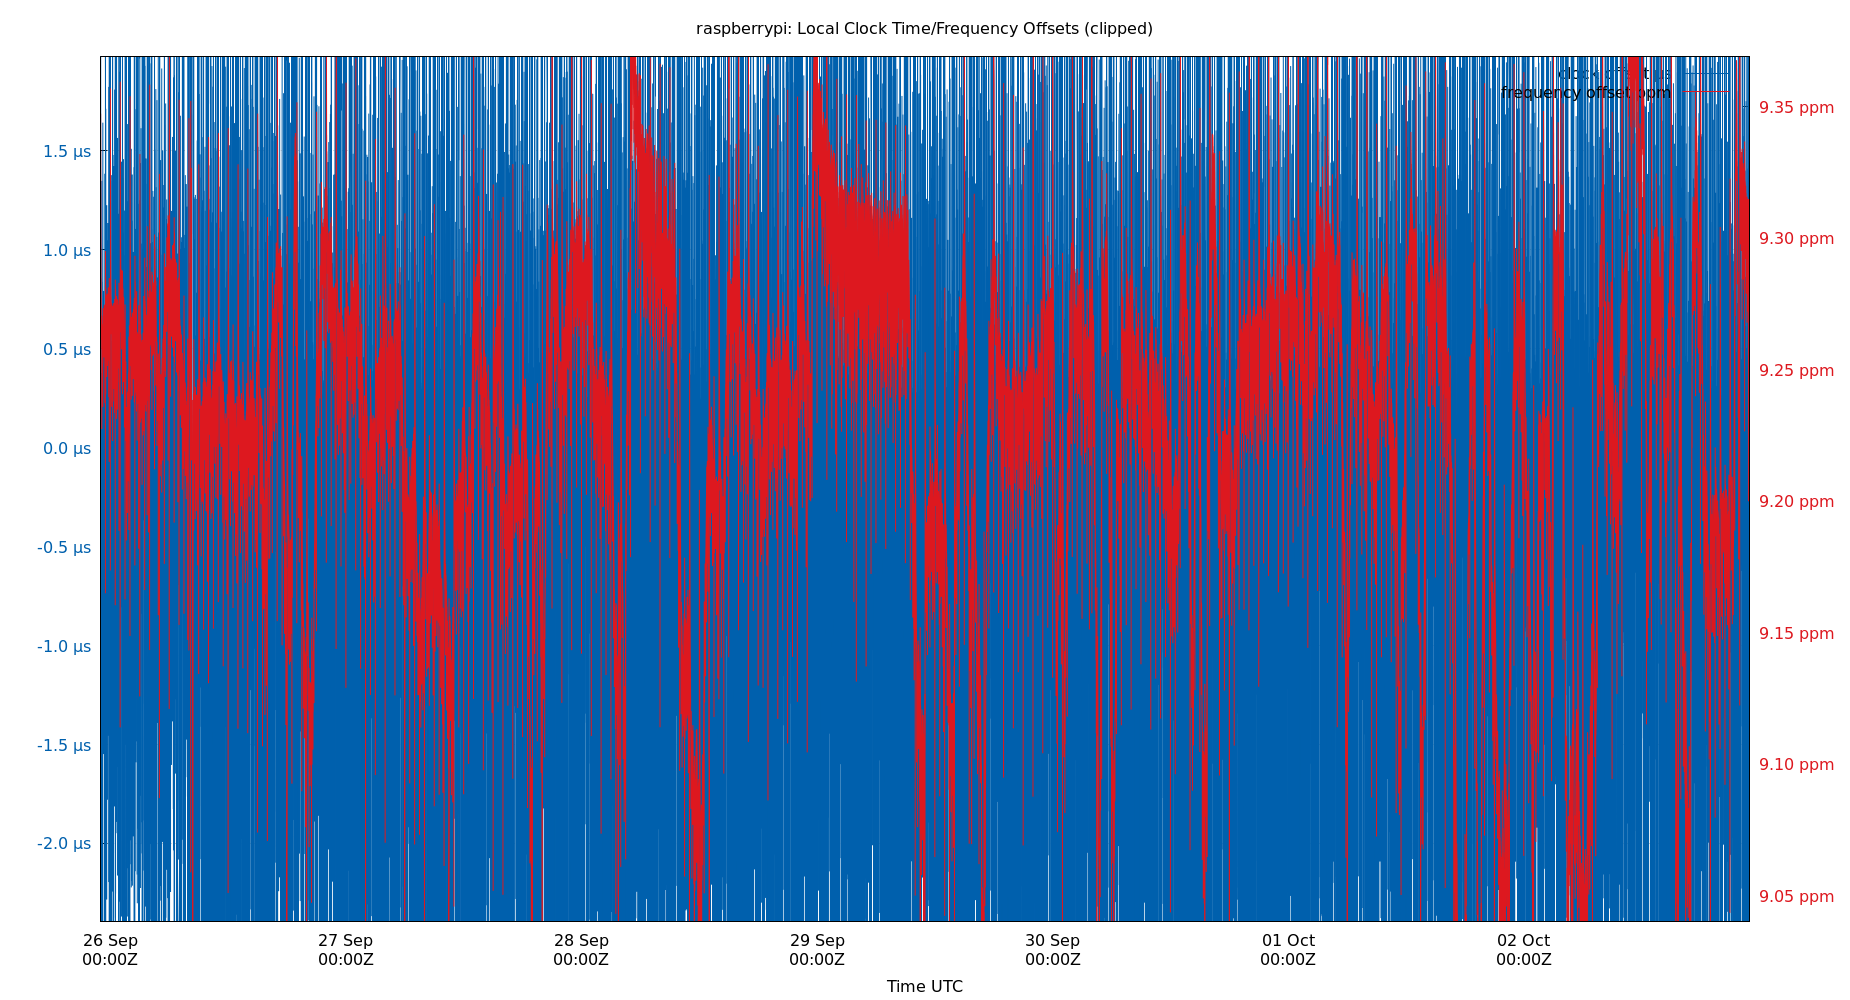 raspberrypi: Local Clock Time/Frequency Offsets (clipped)
clock offset µs
frequency offset ppm
1.5 µs
1.0 µs
0.5 µs
0.0 µs
-0.5 µs
-1.0 µs
-1.5 µs
-2.0 µs
9.35 ppm
9.30 ppm
9.25 ppm
9.20 ppm
9.15 ppm
9.10 ppm
9.05 ppm
26 Sep
00:00Z
27 Sep
00:00Z
28 Sep
00:00Z
29 Sep
00:00Z
30 Sep
00:00Z
01 Oct
00:00Z
02 Oct
00:00Z
Time UTC